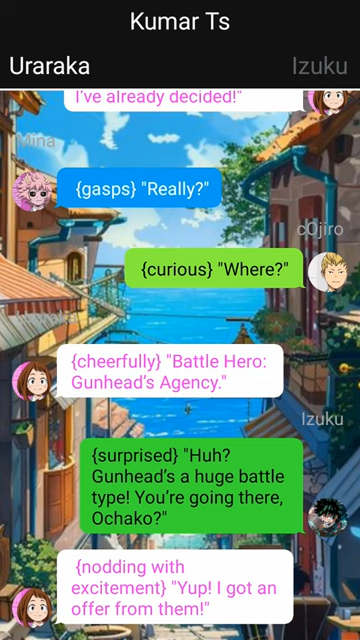 Kumar Ts
Uraraka
Izuku
I've already decided!"
Mina
{gasps} "Really?"
cOjiro
{curious} "Where?"
{cheerfully} "Battle Hero:
Gunhead's Agency."
Izuku
{surprised} "Huh?
Gunhead's a huge battle
type! You're going there,
Ochako?"
{nodding with
excitement} "Yup! I got an
offer from them!"